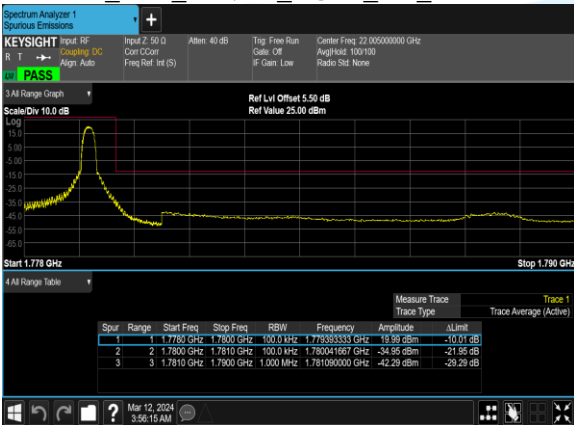 Spectrum Analyzer 1
Spurious Emissions
+
KEYSIGHT Input: RF Input Z: 50 Ω Atten: 40 dB Trig: Free Run Center Freq: 22.005000000 GHz
R T Coupling: DC Corr CCorr Gate: Off Avg|Hold: 100/100
Align: Auto Freq Ref: Int (S) IF Gain: Low Radio Std: None
PASS
3 All Range Graph
Ref Lvl Offset 5.50 dB
Scale/Div 10.0 dB Ref Value 25.00 dBm
Log
15.0
5.00
-5.00
-15.0
-25.0
-35.0
-45.0
-55.0
-65.0
Start 1.778 GHz Stop 1.790 GHz
4 All Range Table
Measure Trace Trace 1
Trace Type Trace Average (Active)
Spur Range Start Freq Stop Freq RBW Frequency Amplitude ΔLimit
1 1 1.7780 GHz 1.7800 GHz 100.0 kHz 1.779393333 GHz 19.99 dBm -10.01 dB
2 2 1.7800 GHz 1.7810 GHz 100.0 kHz 1.780041667 GHz -34.95 dBm -21.95 dB
3 3 1.7810 GHz 1.7900 GHz 1.000 MHz 1.781090000 GHz -42.29 dBm -29.29 dB
? Mar 12, 2024
3:56:15 AM